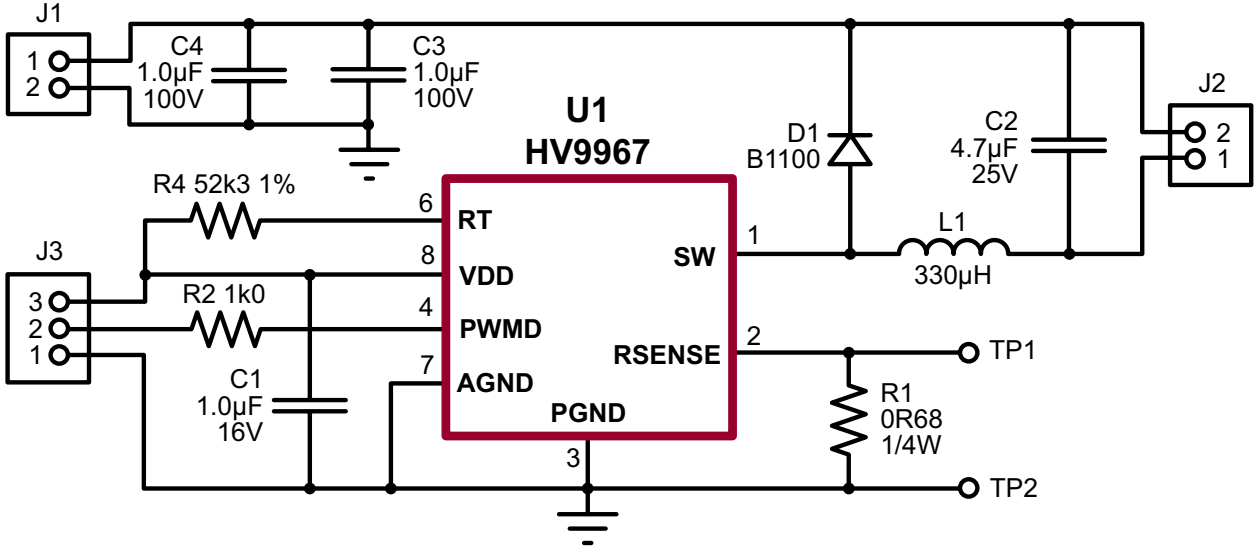 J1
1
2
C4
1.0µF
100V
C3
1.0µF
100V
U1
HV9967
D1
B1100
C2
4.7µF
25V
J2
2
1
R4 52k3 1%
6
RT
J3
3
2
1
8
VDD
R2 1k0
4
PWMD
7
AGND
C1
1.0µF
16V
PGND
3
SW
1
L1
330µH
RSENSE
2
TP1
R1
0R68
1/4W
TP2